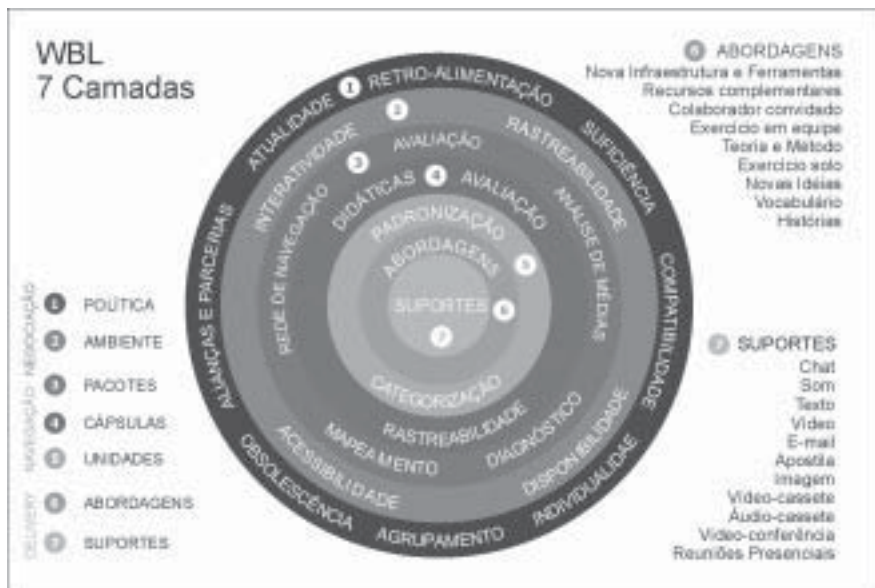 WBL
7 Camadas
6 ABORDAGENS
Nova Infraestrutura e Ferramentas
Recursos complementares
Colaborador convidado
Exercício em equipe
Teoria e Método
Exercício solo
Novas Idéias
Vocabulário
Histórias
1 RETRO-ALIMENTAÇÃO
SUFICIÊNCIA
COMPATIBILIDADE
INDIVIDUALIDAE
AGRUPAMENTO
OBSOLESCÊNCIA
ALIANÇAS E PARCERIAS
ATUALIDADE
2
RASTREABILIDADE
DISPONIBILIDADE
ACESSIBILIDADE
INTERATIVIDADE
3
AVALIAÇÃO
ANÁLISE DE MÉDIAS
DIAGNÓSTICO
MAPEAMENTO
REDE DE NAVEGAÇÃO
DIDÁTICAS 4 AVALIAÇÃO
RASTREABILIDADE
PADRONIZAÇÃO
5
CATEGORIZAÇÃO
ABORDAGENS
6
SUPORTES
7
NEGOCIAÇÃO
NAVEGAÇÃO
DELIVERY
1 POLÍTICA
2 AMBIENTE
3 PACOTES
4 CÁPSULAS
5 UNIDADES
6 ABORDAGENS
7 SUPORTES
7 SUPORTES
Chat
Som
Texto
Vídeo
E-mail
Apostila
Imagem
Vídeo-cassete
Áudio-cassete
Vídeo-conferência
Reuniões Presenciais